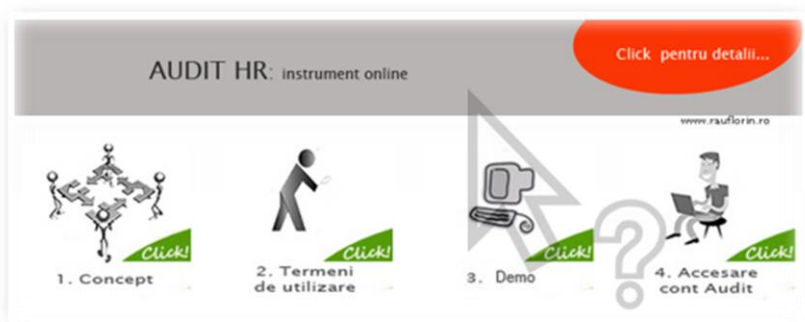 AUDIT HR: instrument online
Click pentru detalii...
www.rauflorin.ro
Click!
Click!
Click!
Click!
1. Concept
2. Termeni
de utilizare
3. Demo
4. Accesare
cont Audit
?